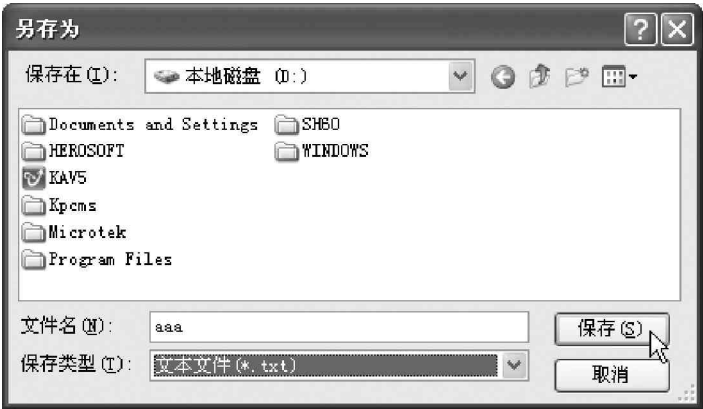 另存为
保存在(I):
本地磁盘 (D:)
Documents and Settings
SH60
HEROSOFT
WINDOWS
KAV5
Kpcms
Microtek
Program Files
文件名(N):
aaa
保存(S)
保存类型(T):
文本文件(*.txt)
取消